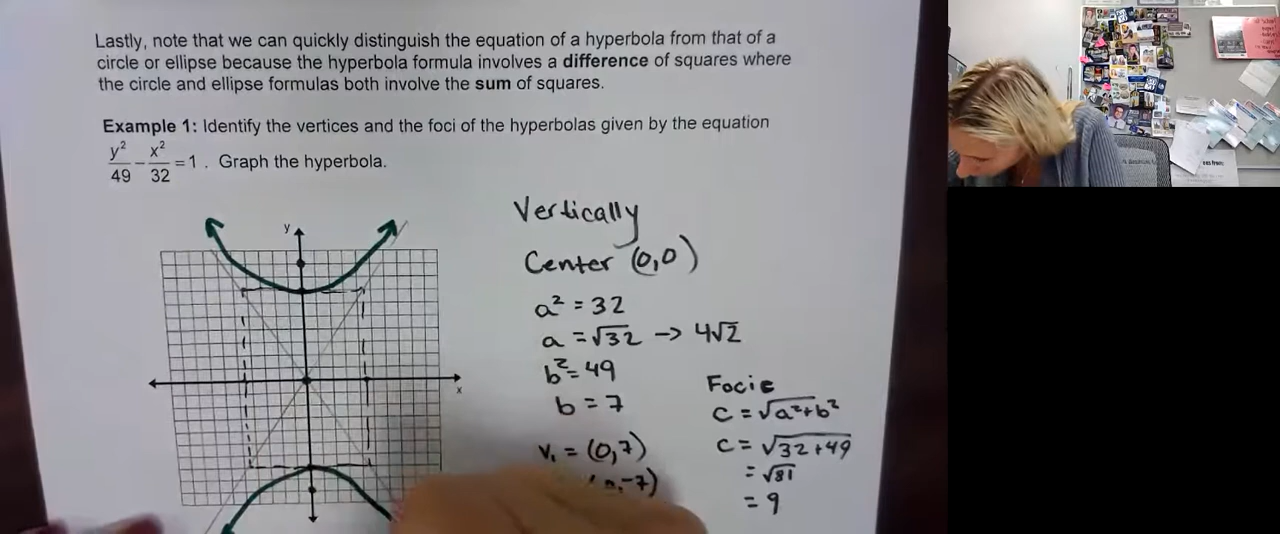 Lastly, note that we can quickly distinguish the equation of a hyperbola from that of a
circle or ellipse because the hyperbola formula involves a difference of squares where
the circle and ellipse formulas both involve the sum of squares.
Example 1: Identify the vertices and the foci of the hyperbolas given by the equation
y²/49 - x²/32 = 1 . Graph the hyperbola.
y
x
Vertically
Center (0,0)
a² = 32
a = √32 → 4√2
b² = 49
b = 7
V₁ = (0,7)
,-7)
Focie
c = √a²+b²
c = √32+49
= √81
= 9